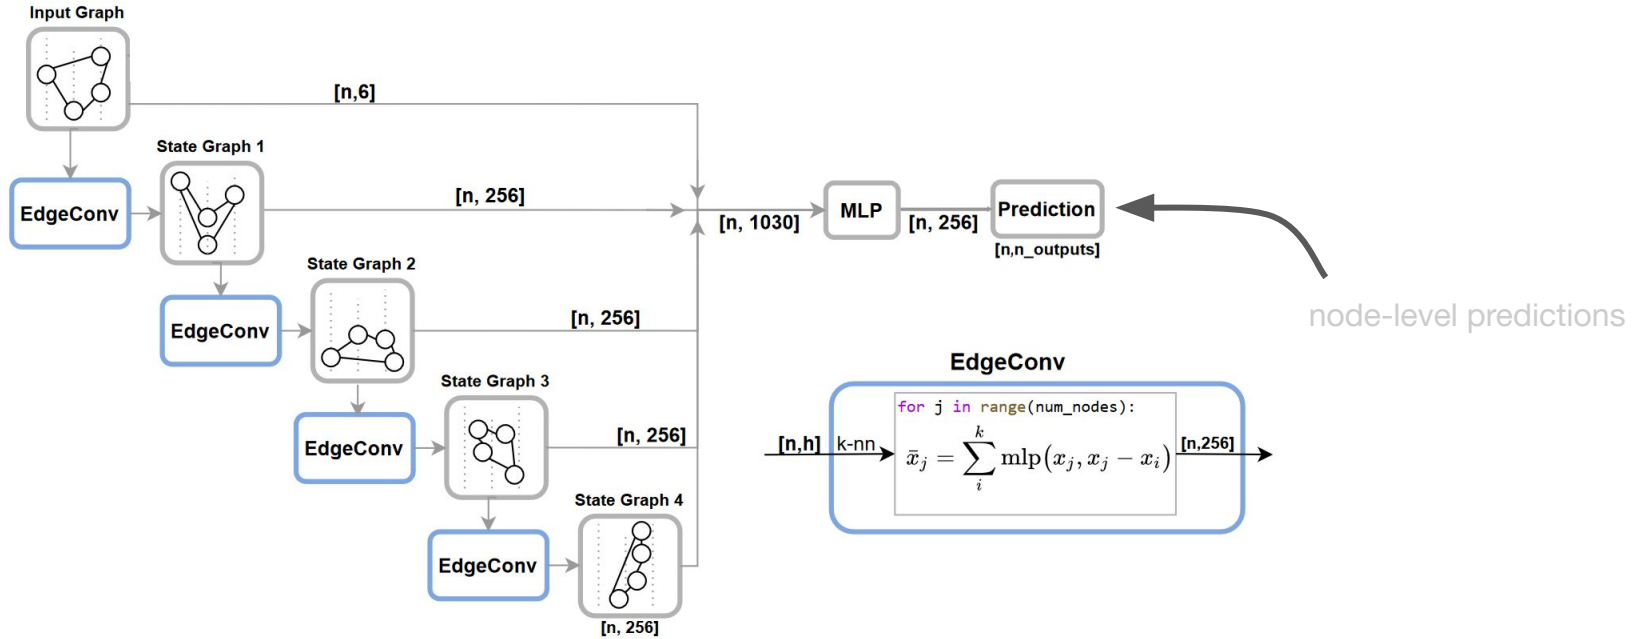 Input Graph
[n,6]
State Graph 1
EdgeConv
[n, 256]
[n, 1030]
MLP
[n, 256]
Prediction
[n,n_outputs]
node-level predictions
State Graph 2
EdgeConv
[n, 256]
State Graph 3
EdgeConv
[n, 256]
State Graph 4
EdgeConv
[n, 256]
EdgeConv
for j in range(num_nodes):
[n,h] k-nn
x̄_j = ∑_i^k mlp(x_j, x_j − x_i)
[n,256]